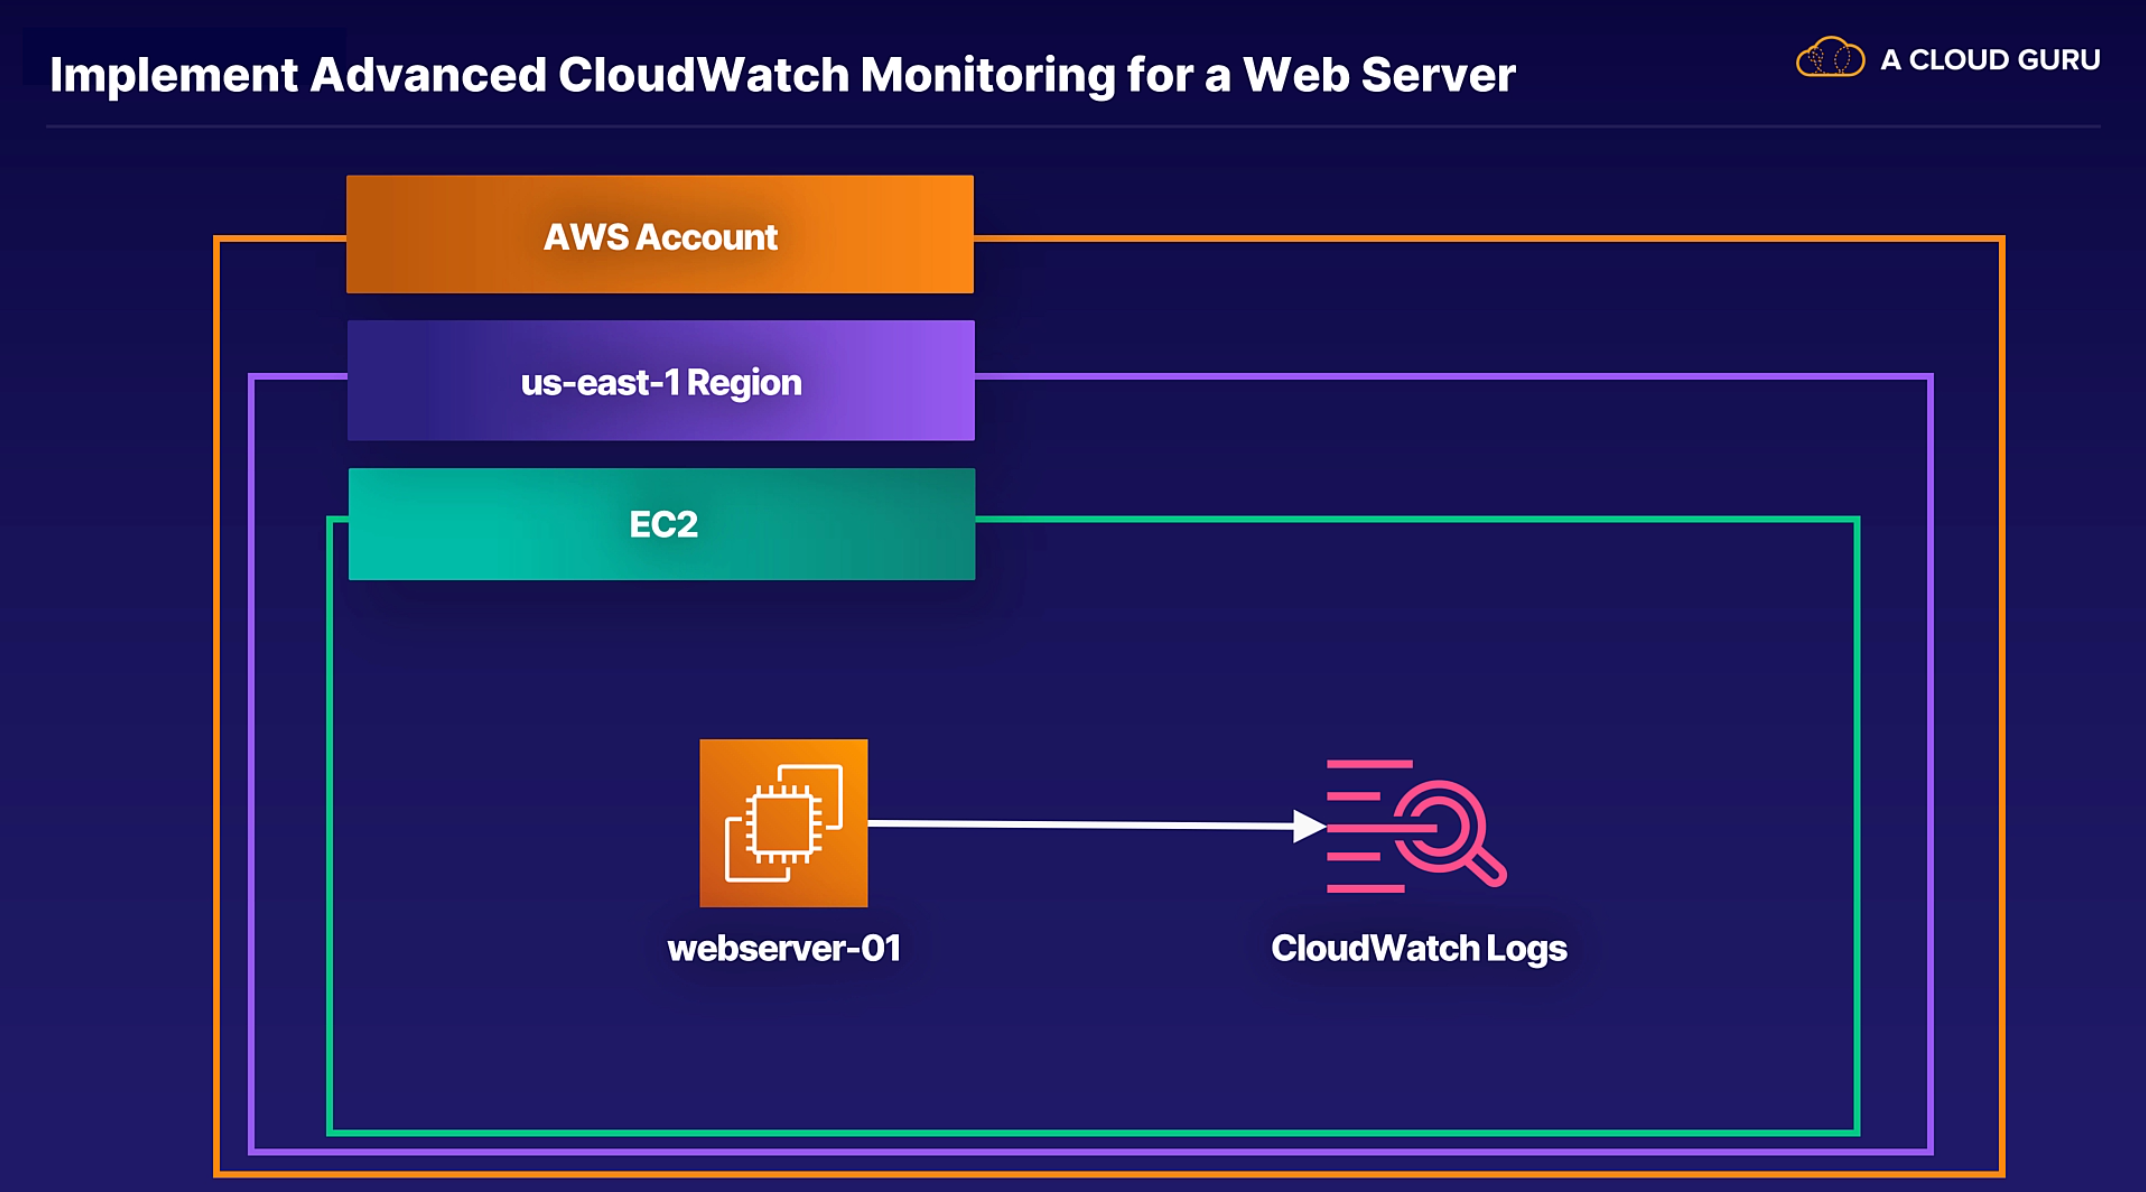 Implement Advanced CloudWatch Monitoring for a Web Server
A CLOUD GURU
AWS Account
us-east-1 Region
EC2
webserver-01
CloudWatch Logs